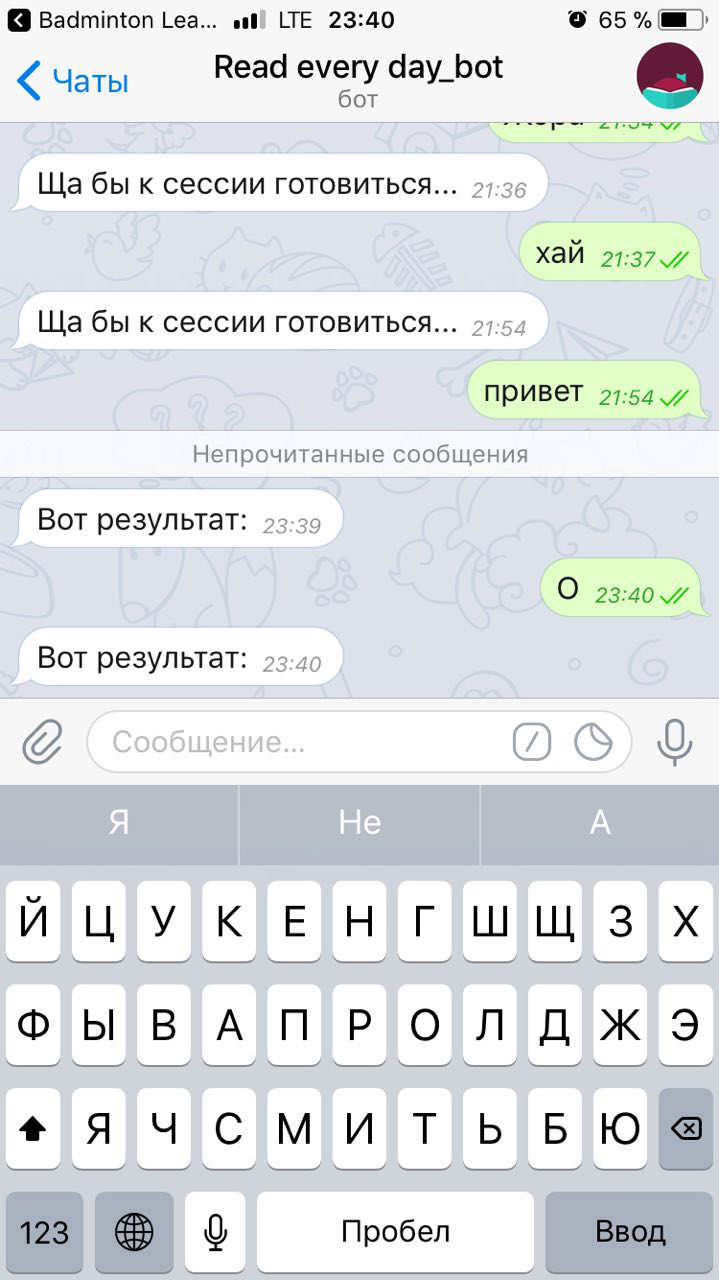 Badminton Lea... LTE 23:40 65 %
Чаты
Read every day_bot
бот
21:34
Ща бы к сессии готовиться... 21:36
хай 21:37
Ща бы к сессии готовиться... 21:54
привет 21:54
Непрочитанные сообщения
Вот результат: 23:39
О 23:40
Вот результат: 23:40
Сообщение...
Я Не А
Й Ц У К Е Н Г Ш Щ З Х
Ф Ы В А П Р О Л Д Ж Э
Я Ч С М И Т Ь Б Ю
123 Пробел Ввод